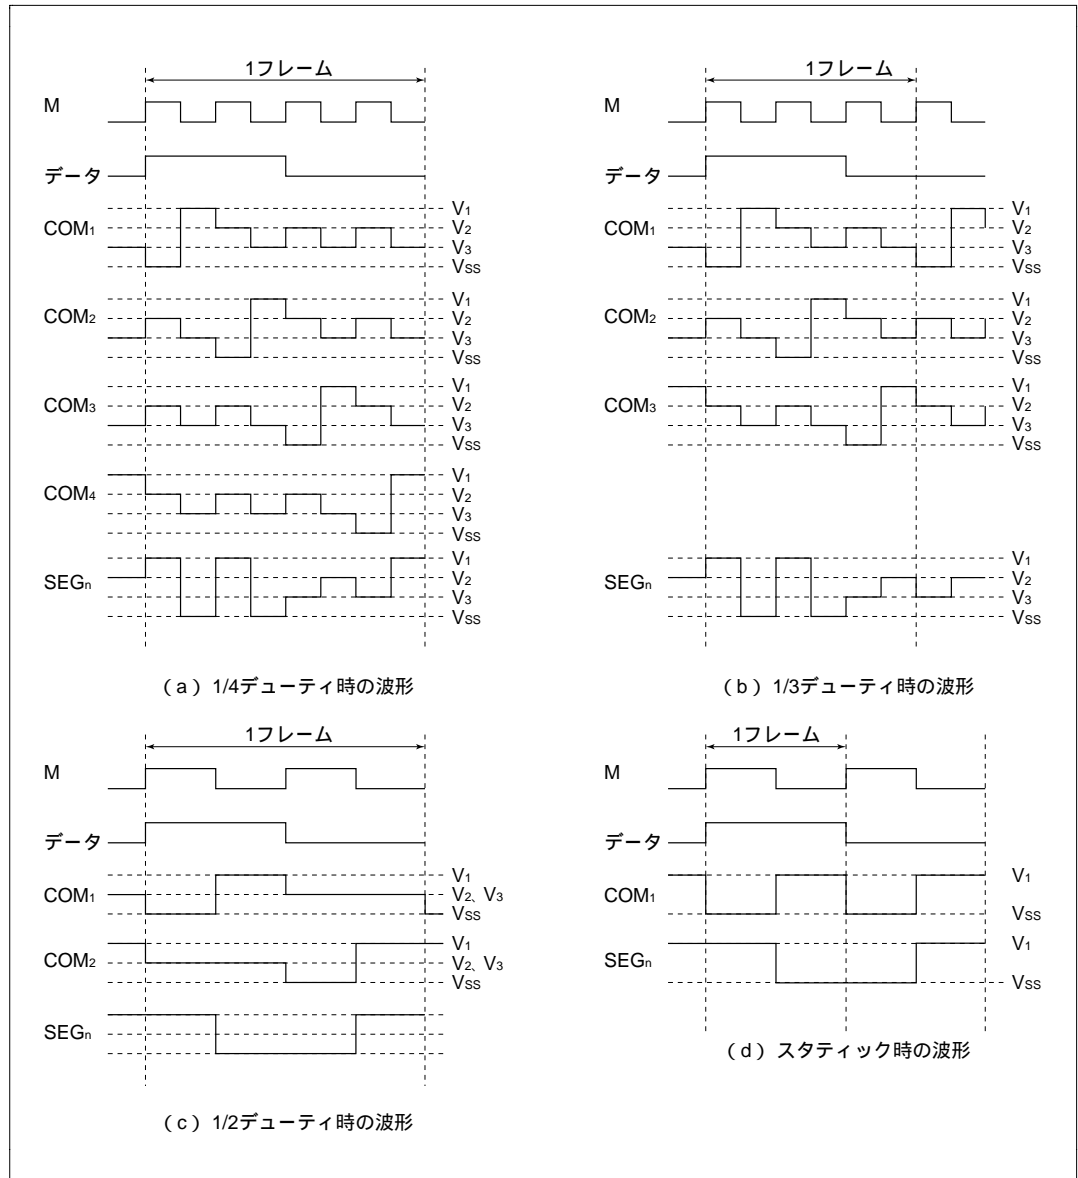 1フレーム
M
データ
COM1
V1
V2
V3
VSS
COM2
V1
V2
V3
VSS
COM3
V1
V2
V3
VSS
COM4
V1
V2
V3
VSS
SEGn
V1
V2
V3
VSS
(a) 1/4デューティ時の波形
1フレーム
M
データ
COM1
V1
V2
V3
VSS
COM2
V1
V2
V3
VSS
COM3
V1
V2
V3
VSS
SEGn
V1
V2
V3
VSS
(b) 1/3デューティ時の波形
1フレーム
M
データ
COM1
V1
V2、V3
VSS
COM2
V1
V2、V3
VSS
SEGn
(c) 1/2デューティ時の波形
1フレーム
M
データ
COM1
V1
VSS
SEGn
V1
VSS
(d) スタティック時の波形